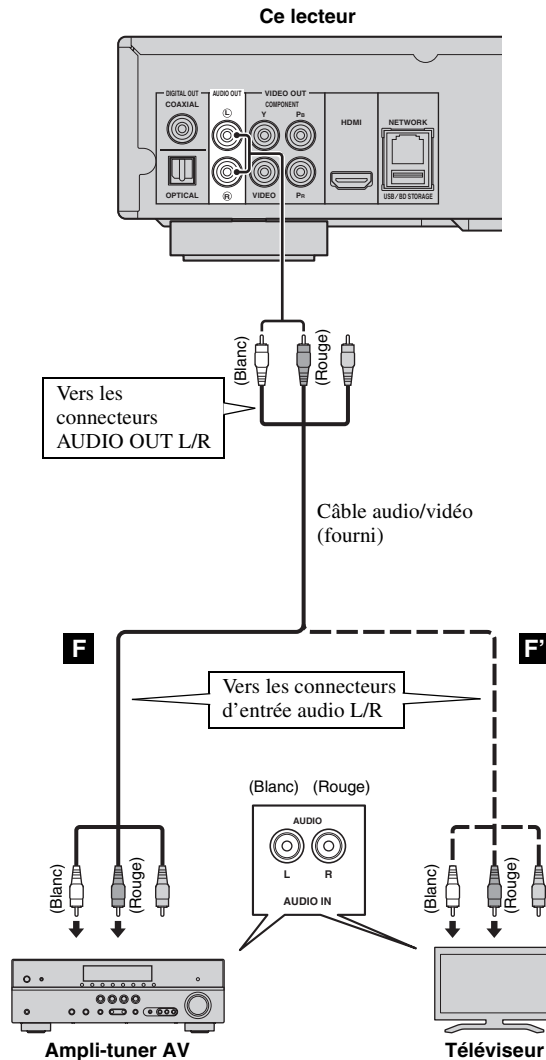 Ce lecteur
DIGITAL OUT
COAXIAL
OPTICAL
AUDIO OUT
L
R
VIDEO OUT
COMPONENT
Y
PB
VIDEO
PR
HDMI
NETWORK
USB/BD STORAGE
(Blanc)
(Rouge)
Vers les
connecteurs
AUDIO OUT L/R
Câble audio/vidéo
(fourni)
F
F'
Vers les connecteurs
d'entrée audio L/R
(Blanc) (Rouge)
AUDIO
L R
AUDIO IN
(Blanc)
(Rouge)
(Blanc)
(Rouge)
Ampli-tuner AV
Téléviseur